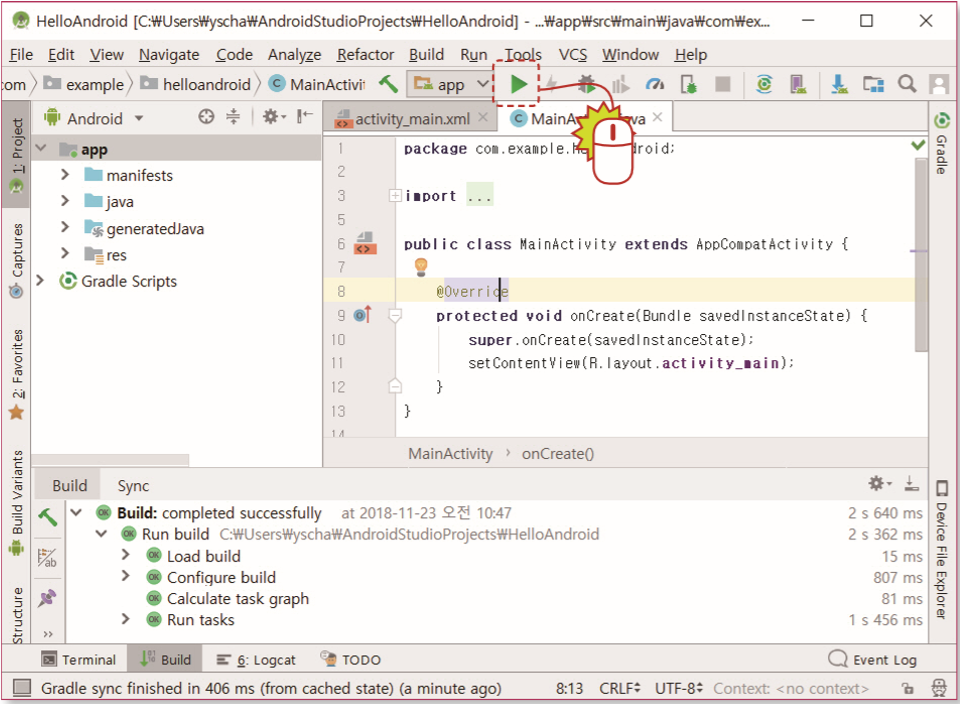 HelloAndroid [C:₩Users₩yscha₩AndroidStudioProjects₩HelloAndroid] - ...₩app₩src₩main₩java₩com₩ex...
File Edit View Navigate Code Analyze Refactor Build Run Tools VCS Window Help
om example helloandroid MainActivit app
1: Project
Captures
2: Favorites
Build Variants
Structure
Android
app
manifests
java
generatedJava
res
Gradle Scripts
activity_main.xml MainA java
1 package com.example.h ndroid;
2
3 import ...
5
6 public class MainActivity extends AppCompatActivity {
7
8 @Override
9 protected void onCreate(Bundle savedInstanceState) {
10 super.onCreate(savedInstanceState);
11 setContentView(R.layout.activity_main);
12 }
13 }
14
MainActivity › onCreate()
Gradle
Device File Explorer
Build Sync
Build: completed successfully at 2018-11-23 오전 10:47 2 s 640 ms
Run build C:₩Users₩yscha₩AndroidStudioProjects₩HelloAndroid 2 s 362 ms
Load build 15 ms
Configure build 807 ms
Calculate task graph 81 ms
Run tasks 1 s 456 ms
Terminal Build 6: Logcat TODO Event Log
Gradle sync finished in 406 ms (from cached state) (a minute ago) 8:13 CRLF UTF-8 Context: <no context>